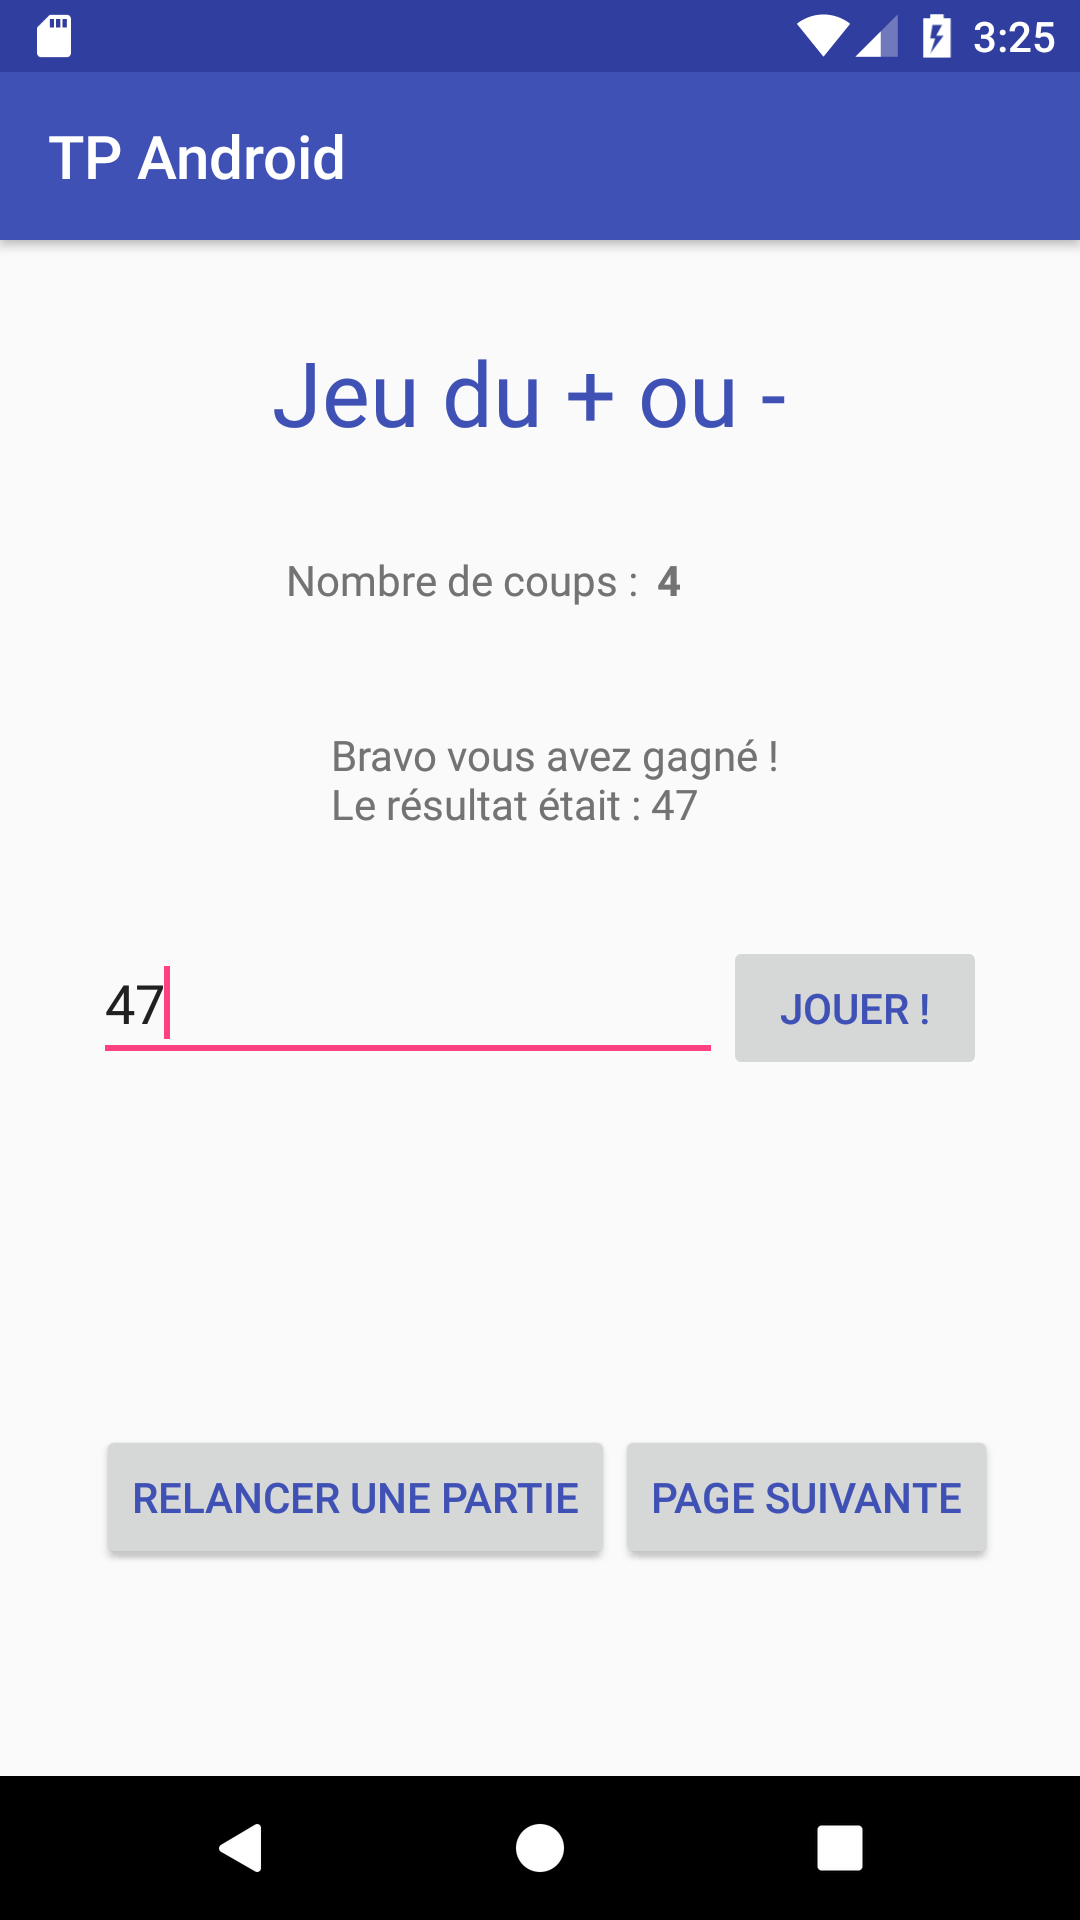 3:25
TP Android
Jeu du + ou -
Nombre de coups : 4
Bravo vous avez gagné !
Le résultat était : 47
47
JOUER !
RELANCER UNE PARTIE
PAGE SUIVANTE